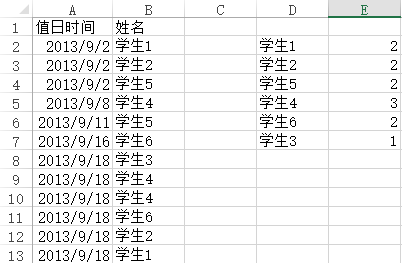 A B C D E
1 值日时间 姓名
2 2013/9/2 学生1 学生1 2
3 2013/9/2 学生2 学生2 2
4 2013/9/2 学生5 学生5 2
5 2013/9/8 学生4 学生4 3
6 2013/9/11 学生5 学生6 2
7 2013/9/16 学生6 学生3 1
8 2013/9/18 学生3
9 2013/9/18 学生4
10 2013/9/18 学生4
11 2013/9/18 学生6
12 2013/9/18 学生2
13 2013/9/18 学生1